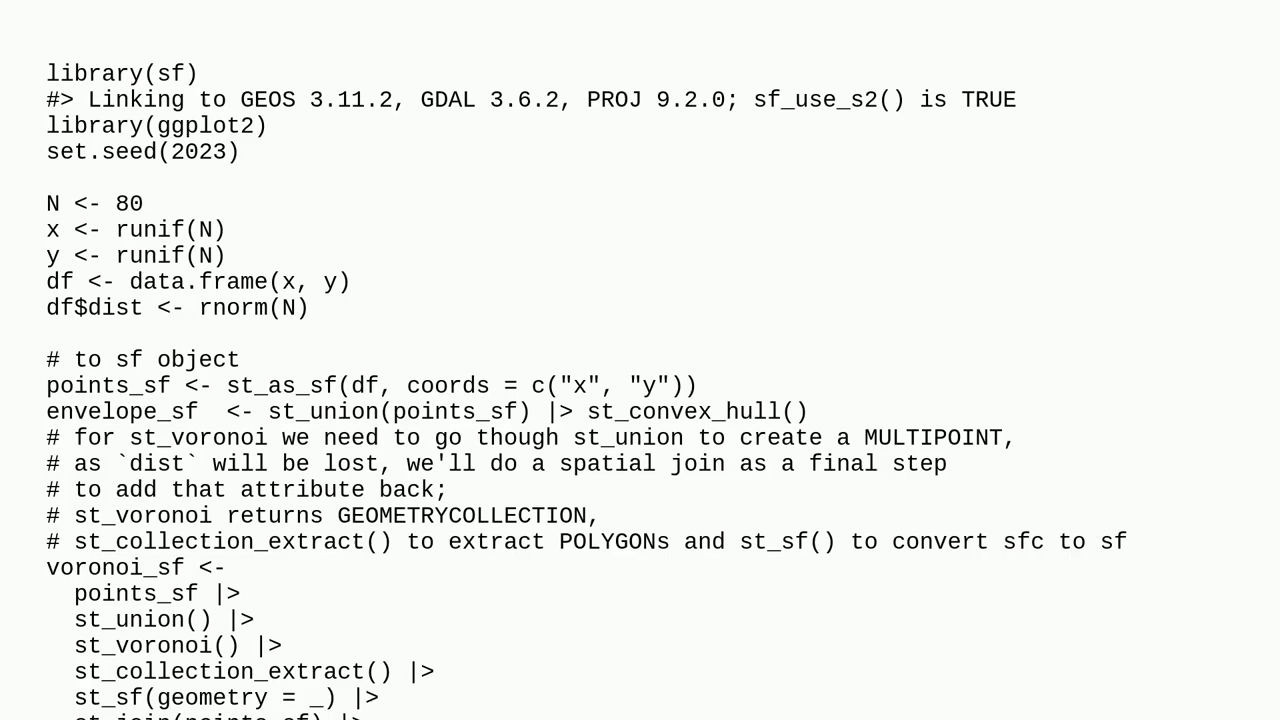 library(sf)
#> Linking to GEOS 3.11.2, GDAL 3.6.2, PROJ 9.2.0; sf_use_s2() is TRUE
library(ggplot2)
set.seed(2023)

N <- 80
x <- runif(N)
y <- runif(N)
df <- data.frame(x, y)
df$dist <- rnorm(N)

# to sf object
points_sf <- st_as_sf(df, coords = c("x", "y"))
envelope_sf  <- st_union(points_sf) |> st_convex_hull()
# for st_voronoi we need to go though st_union to create a MULTIPOINT,
# as `dist` will be lost, we'll do a spatial join as a final step
# to add that attribute back;
# st_voronoi returns GEOMETRYCOLLECTION,
# st_collection_extract() to extract POLYGONs and st_sf() to convert sfc to sf
voronoi_sf <-
  points_sf |>
  st_union() |>
  st_voronoi() |>
  st_collection_extract() |>
  st_sf(geometry = _) |>
  st_join(points_sf) |>